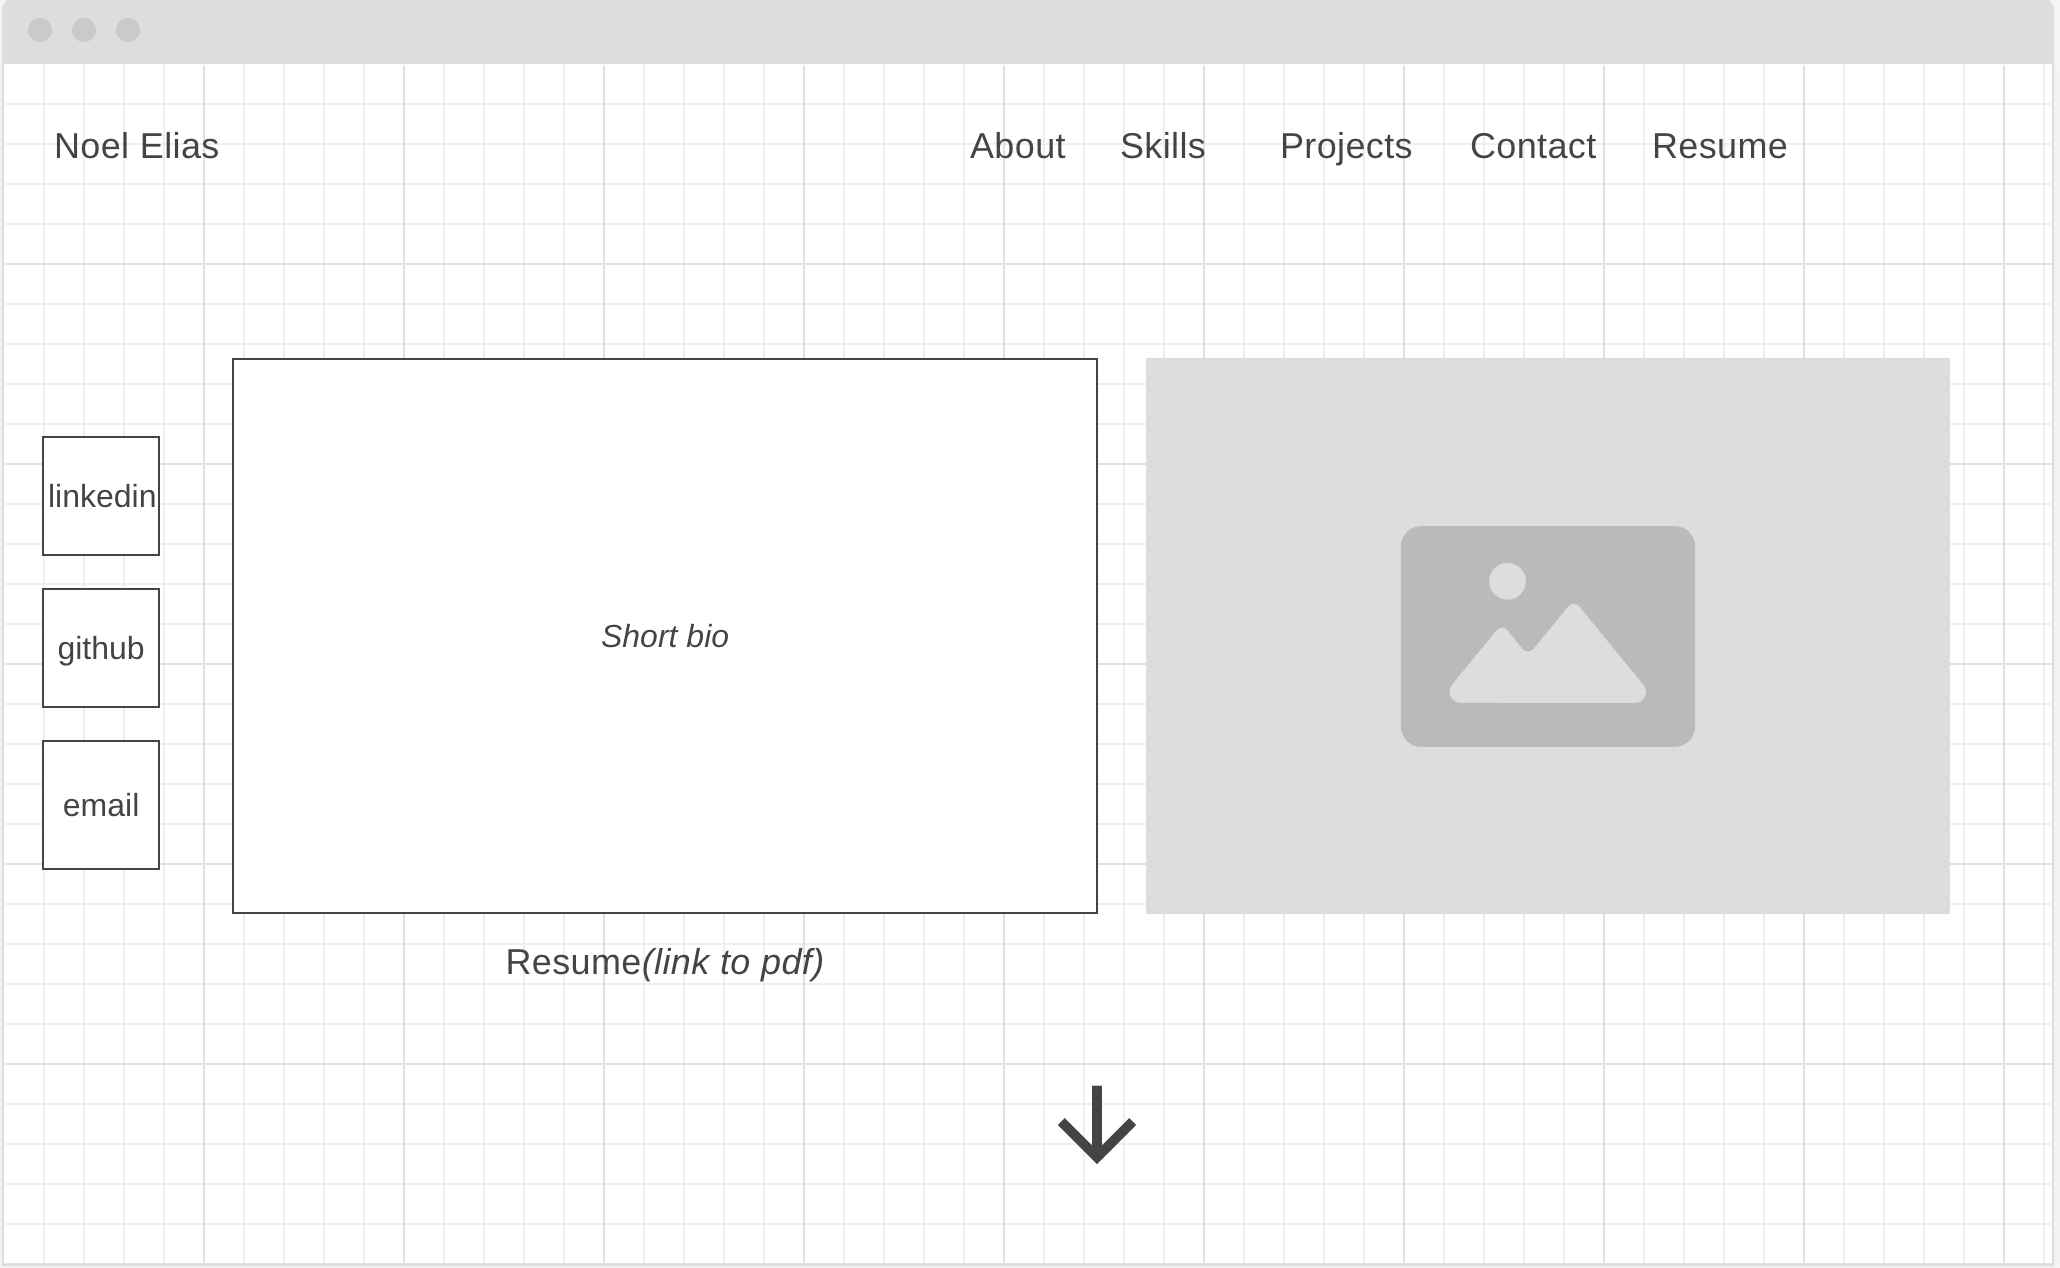 Noel Elias
About Skills Projects Contact Resume
linkedin
github
email
Short bio
Resume(link to pdf)